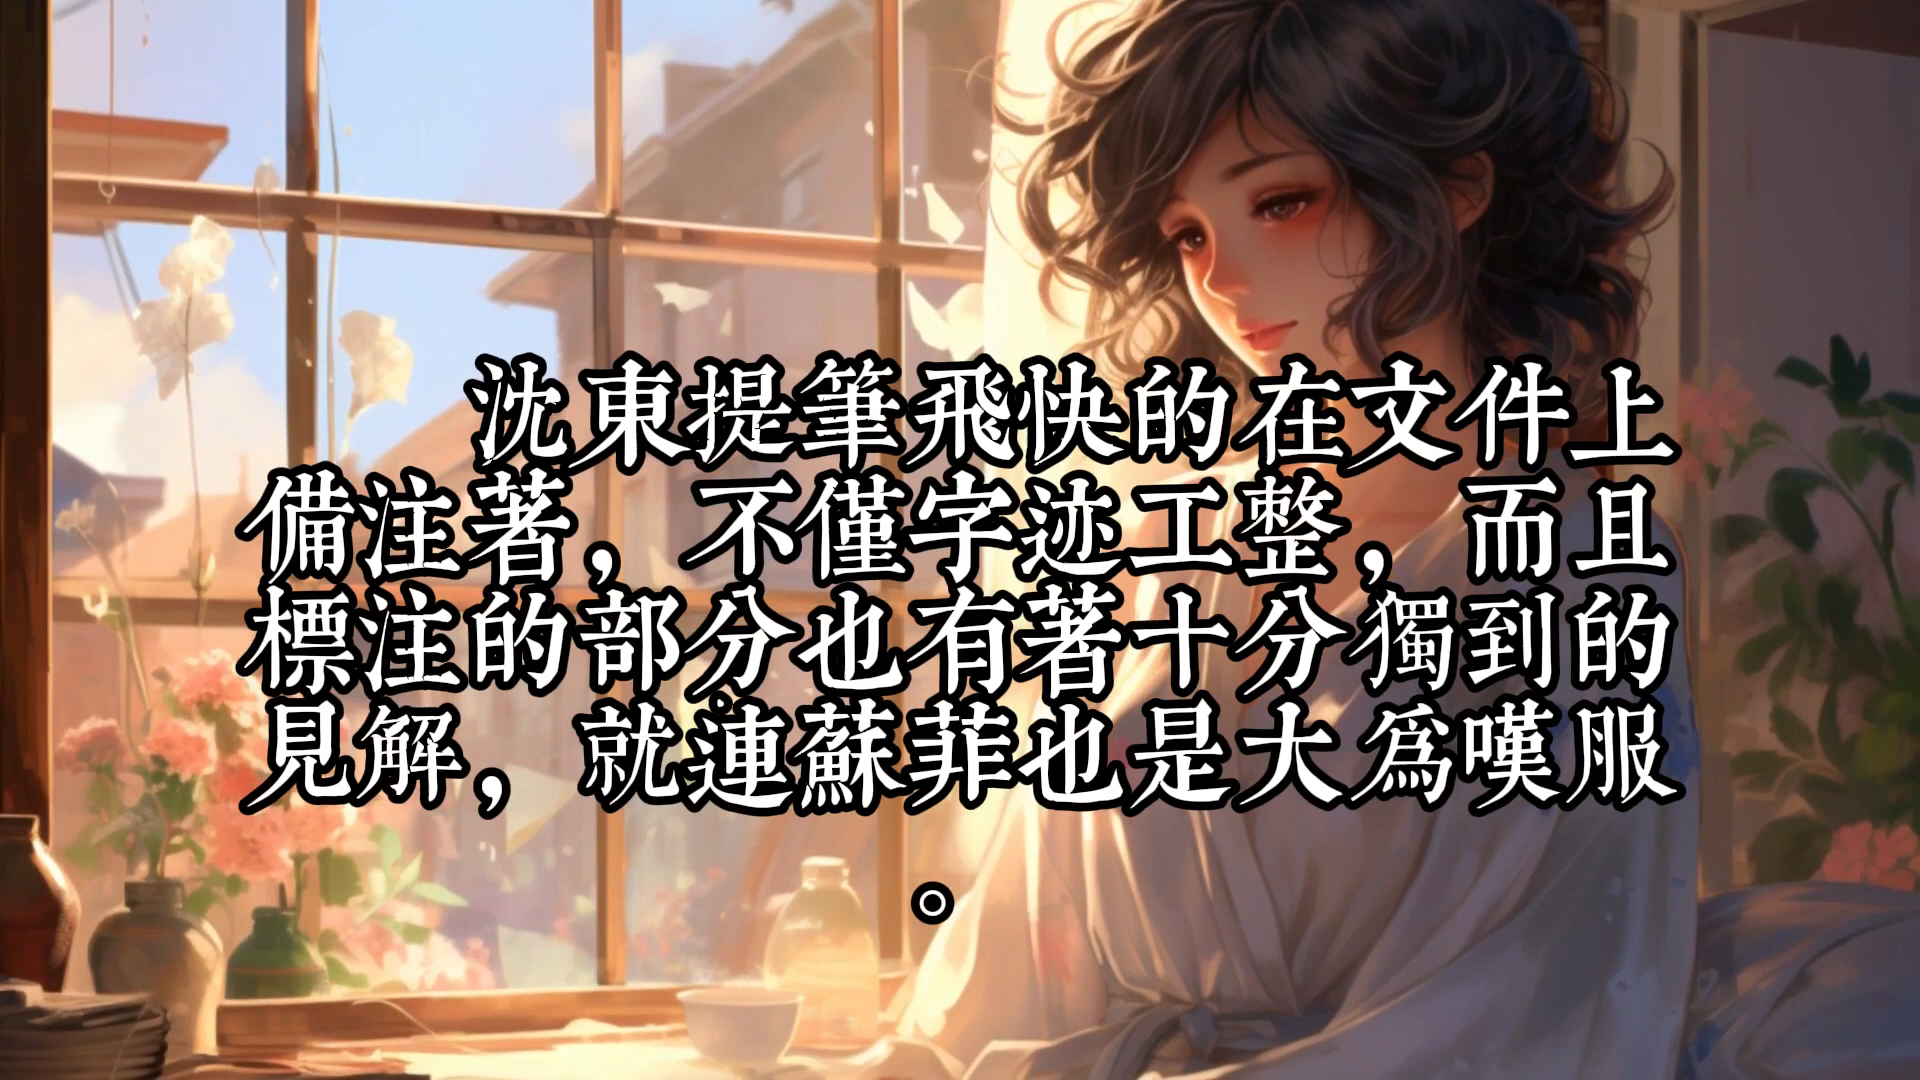 沈東提筆飛快的在文件上
備注著，不僅字迹工整，而且
標注的部分也有著十分獨到的
見解，就連蘇菲也是大爲嘆服
。